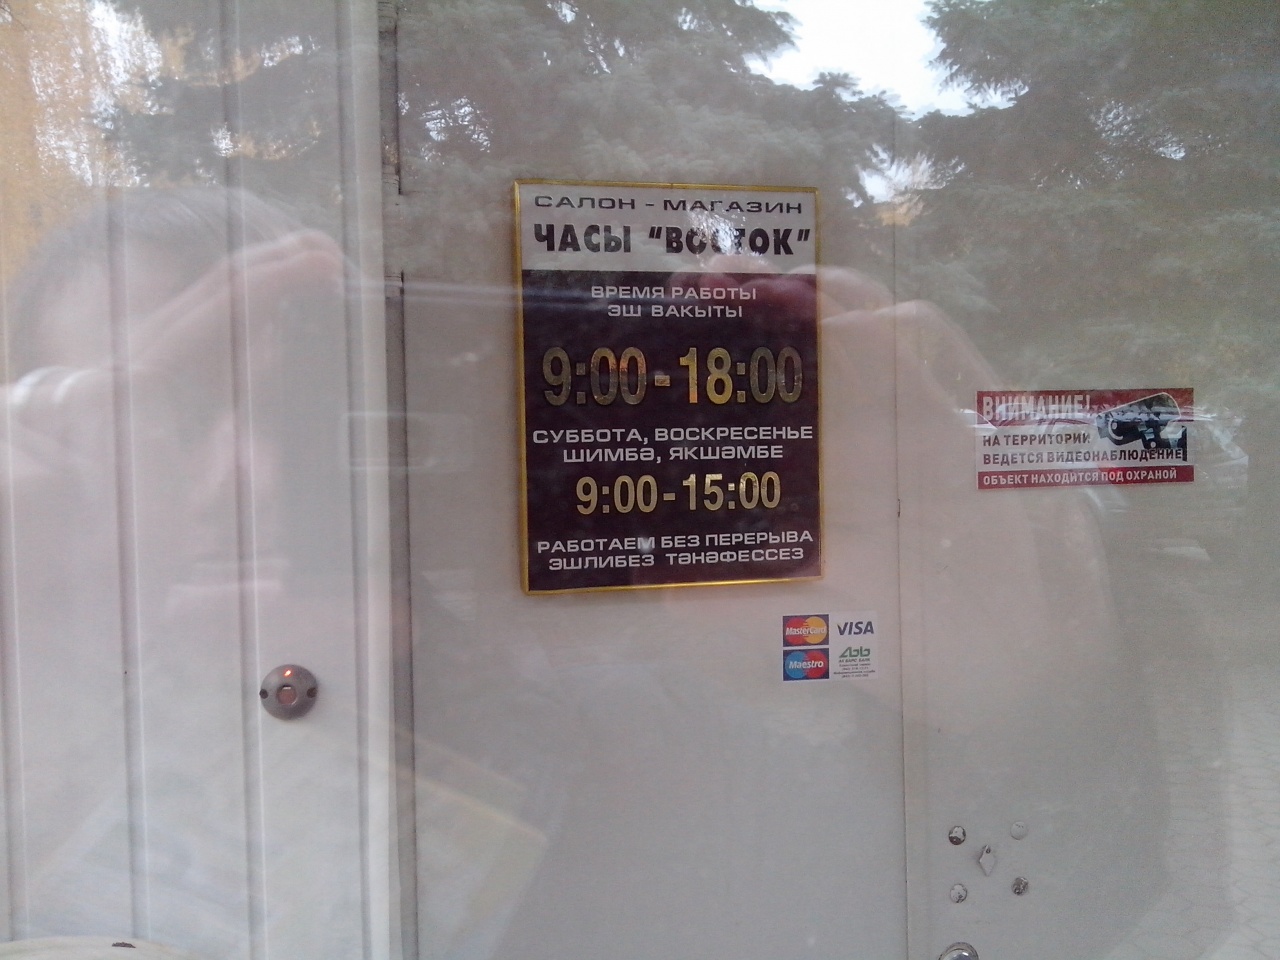 САЛОН - МАГАЗИН
ЧАСЫ "ВОСТОК"
ВРЕМЯ РАБОТЫ
ЭШ ВАКЫТЫ
9:00-18:00
СУББОТА, ВОСКРЕСЕНЬЕ
ШИМБӘ, ЯКШӘМБЕ
9:00-15:00
РАБОТАЕМ БЕЗ ПЕРЕРЫВА
ЭШЛИБЕЗ ТӘНӘФЕССЕЗ
ВНИМАНИЕ!
НА ТЕРРИТОРИИ
ВЕДЕТСЯ ВИДЕОНАБЛЮДЕНИЕ
ОБЪЕКТ НАХОДИТСЯ ПОД ОХРАНОЙ
MasterCard
VISA
Maestro